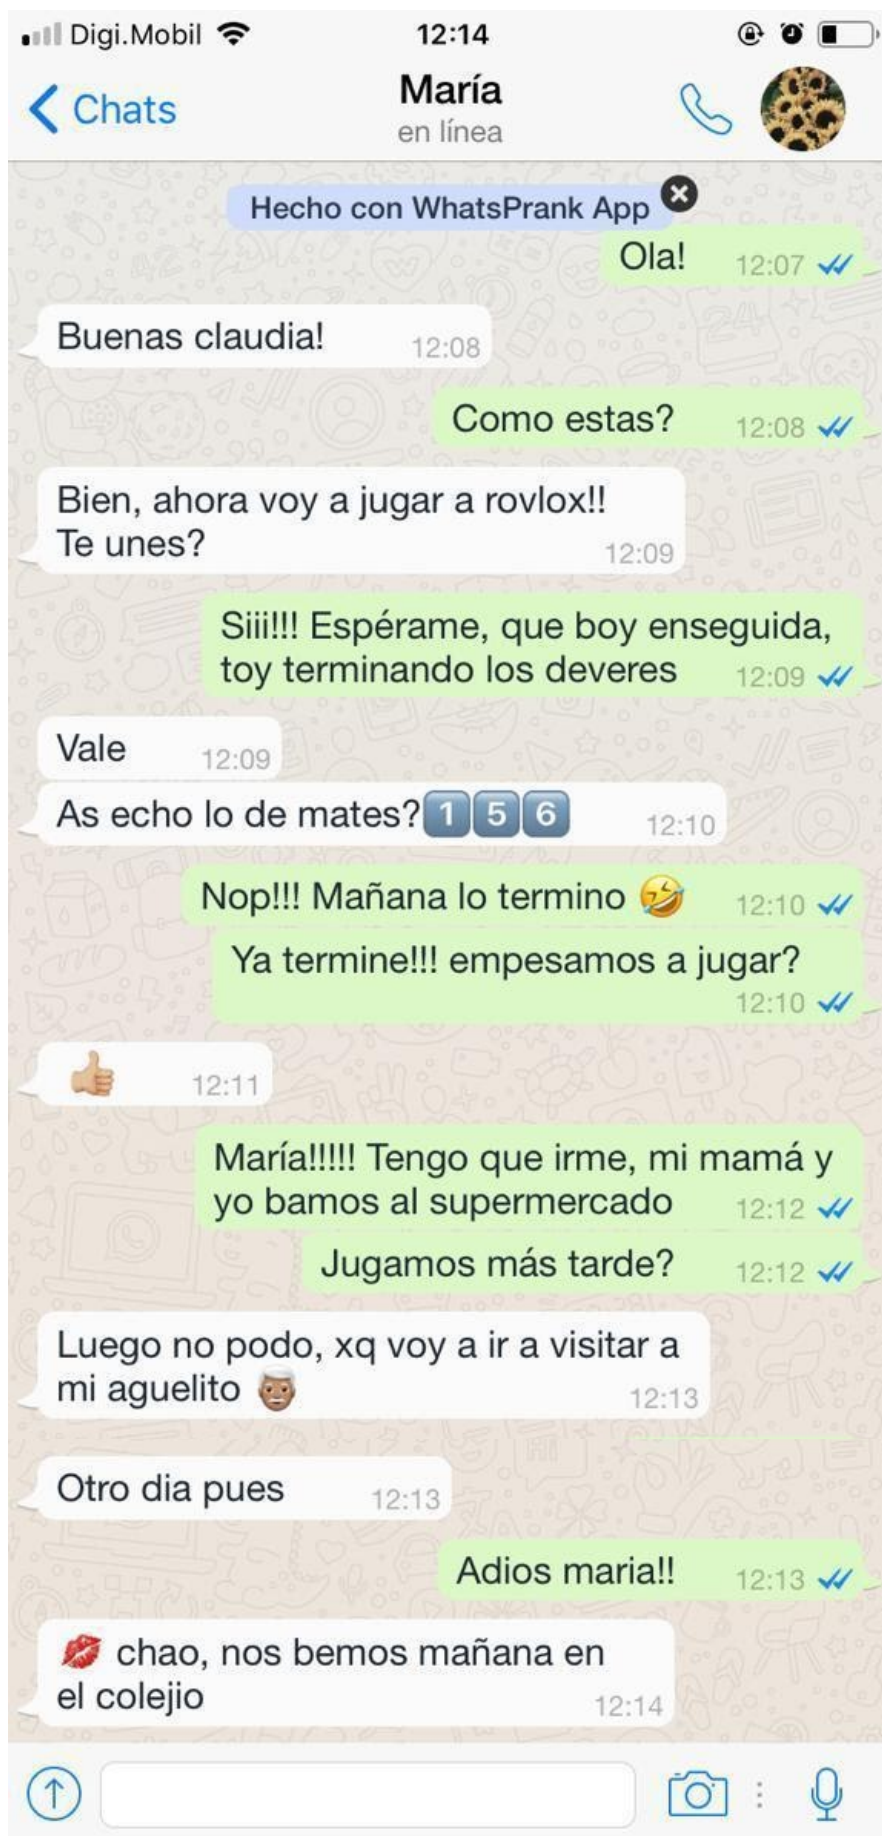 Digi.Mobil 12:14
Chats María
en línea
Hecho con WhatsPrank App
Ola! 12:07
Buenas claudia! 12:08
Como estas? 12:08
Bien, ahora voy a jugar a rovlox!!
Te unes? 12:09
Siii!!! Espérame, que boy enseguida,
toy terminando los deveres 12:09
Vale 12:09
As echo lo de mates?1️⃣5️⃣6️⃣ 12:10
Nop!!! Mañana lo termino 🤣 12:10
Ya termine!!! empesamos a jugar?
12:10
👍🏼 12:11
María!!!!! Tengo que irme, mi mamá y
yo bamos al supermercado 12:12
Jugamos más tarde? 12:12
Luego no podo, xq voy a ir a visitar a
mi aguelito 👴🏽 12:13
Otro dia pues 12:13
Adios maria!! 12:13
💋 chao, nos bemos mañana en
el colejio 12:14